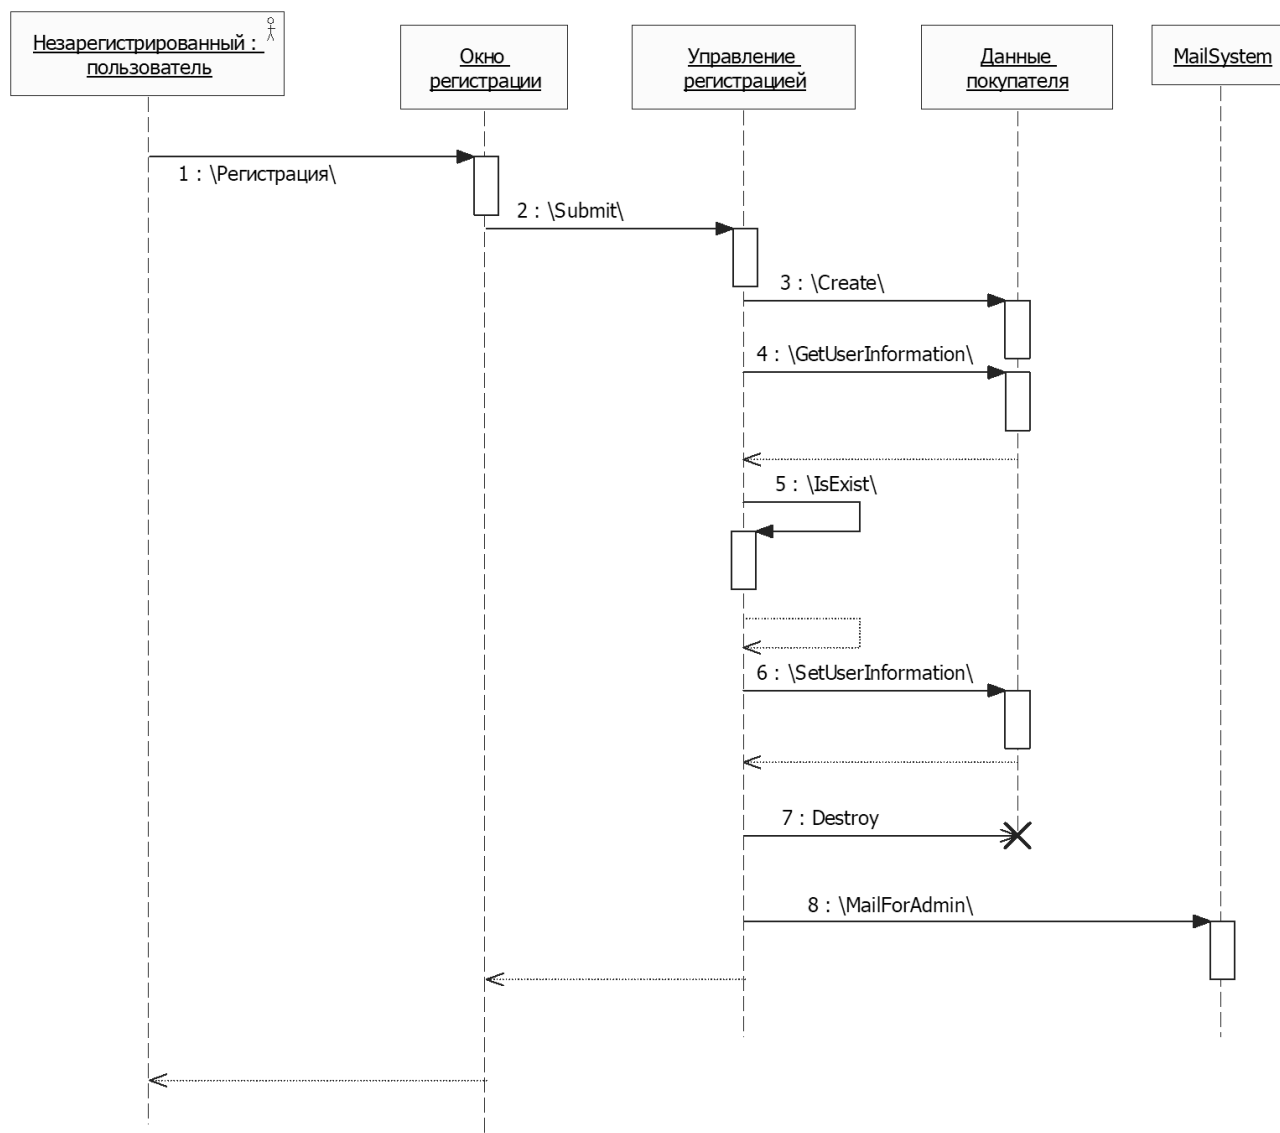 Незарегистрированный :
пользователь
Окно
регистрации
Управление
регистрацией
Данные
покупателя
MailSystem
1 : \Регистрация\
2 : \Submit\
3 : \Create\
4 : \GetUserInformation\
5 : \IsExist\
6 : \SetUserInformation\
7 : Destroy
8 : \MailForAdmin\